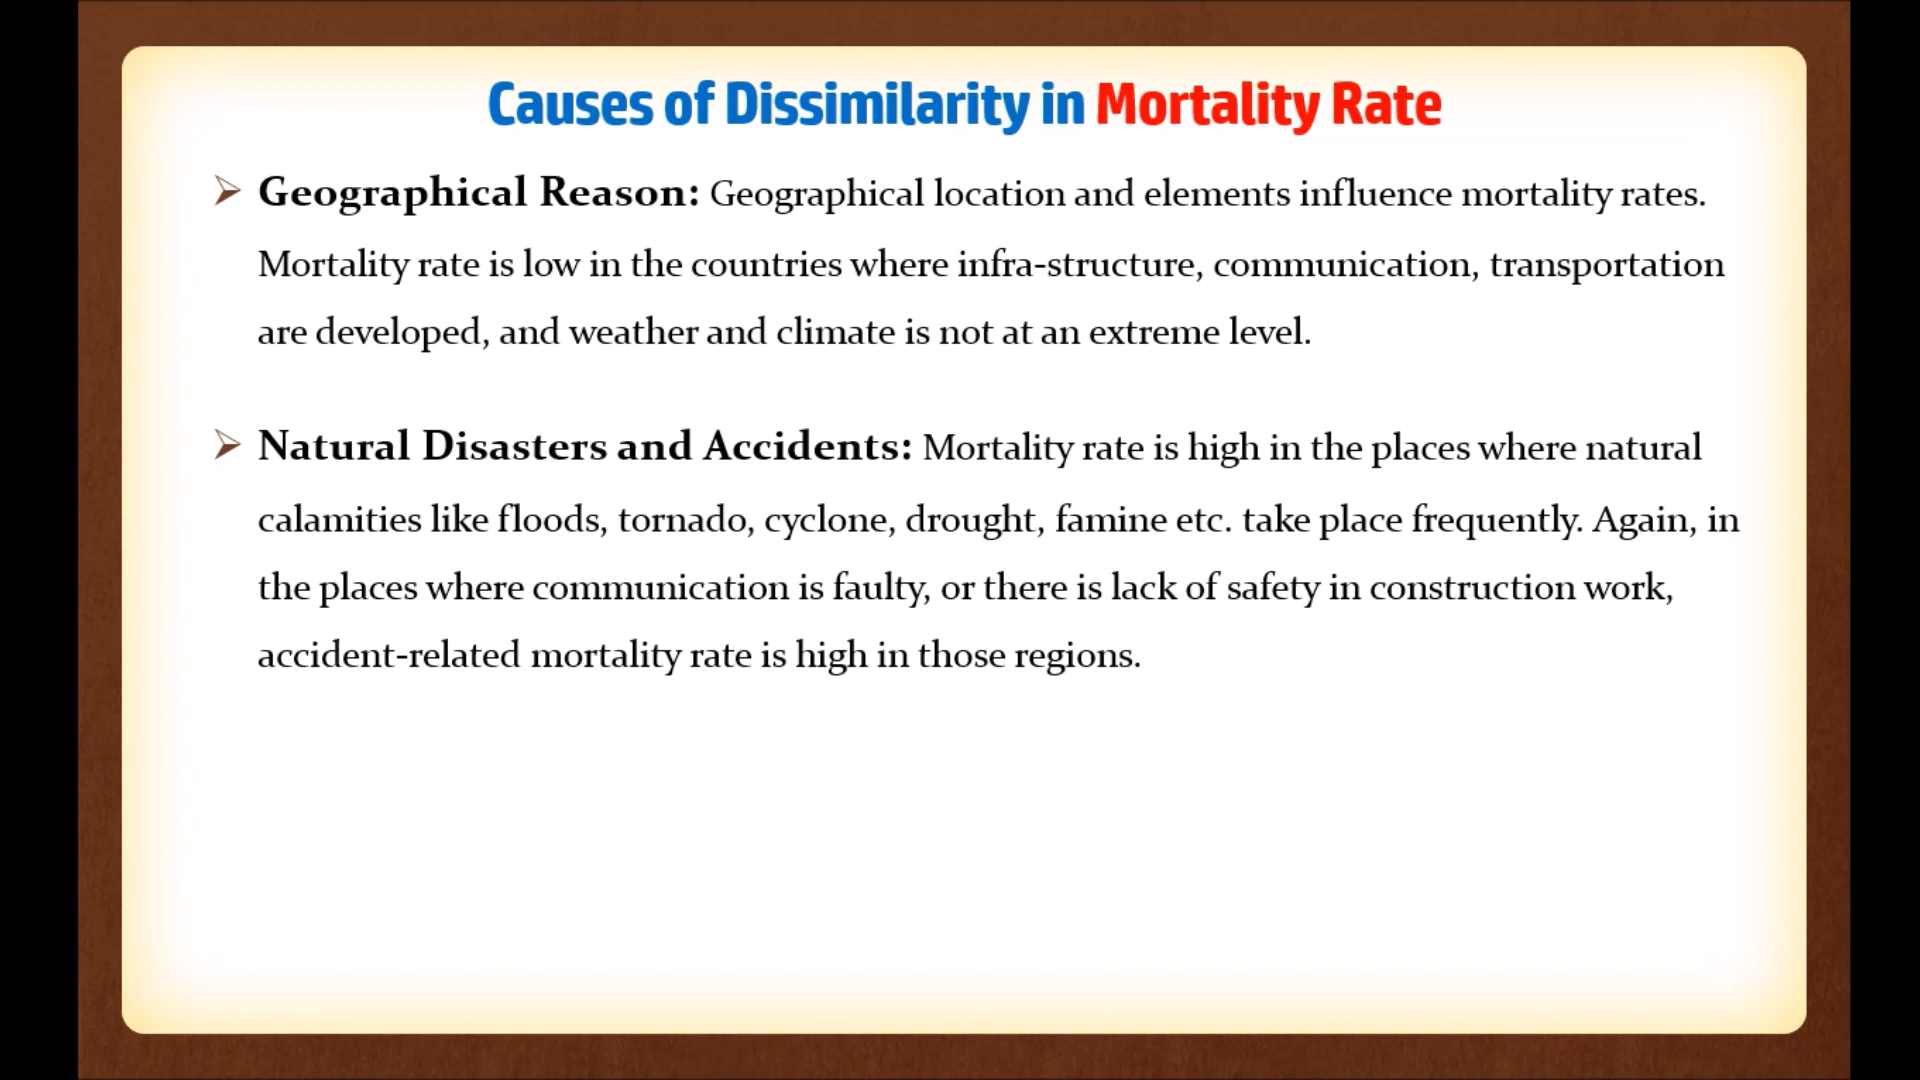 Causes of Dissimilarity in Mortality Rate
➢ Geographical Reason: Geographical location and elements influence mortality rates.
Mortality rate is low in the countries where infra-structure, communication, transportation
are developed, and weather and climate is not at an extreme level.
➢ Natural Disasters and Accidents: Mortality rate is high in the places where natural
calamities like floods, tornado, cyclone, drought, famine etc. take place frequently. Again, in
the places where communication is faulty, or there is lack of safety in construction work,
accident-related mortality rate is high in those regions.